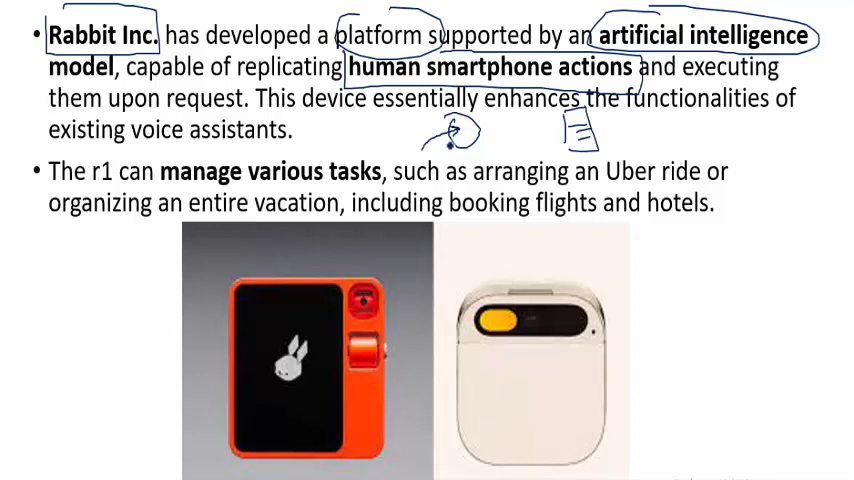 • Rabbit Inc. has developed a platform supported by an artificial intelligence
model, capable of replicating human smartphone actions and executing
them upon request. This device essentially enhances the functionalities of
existing voice assistants.
• The r1 can manage various tasks, such as arranging an Uber ride or
organizing an entire vacation, including booking flights and hotels.